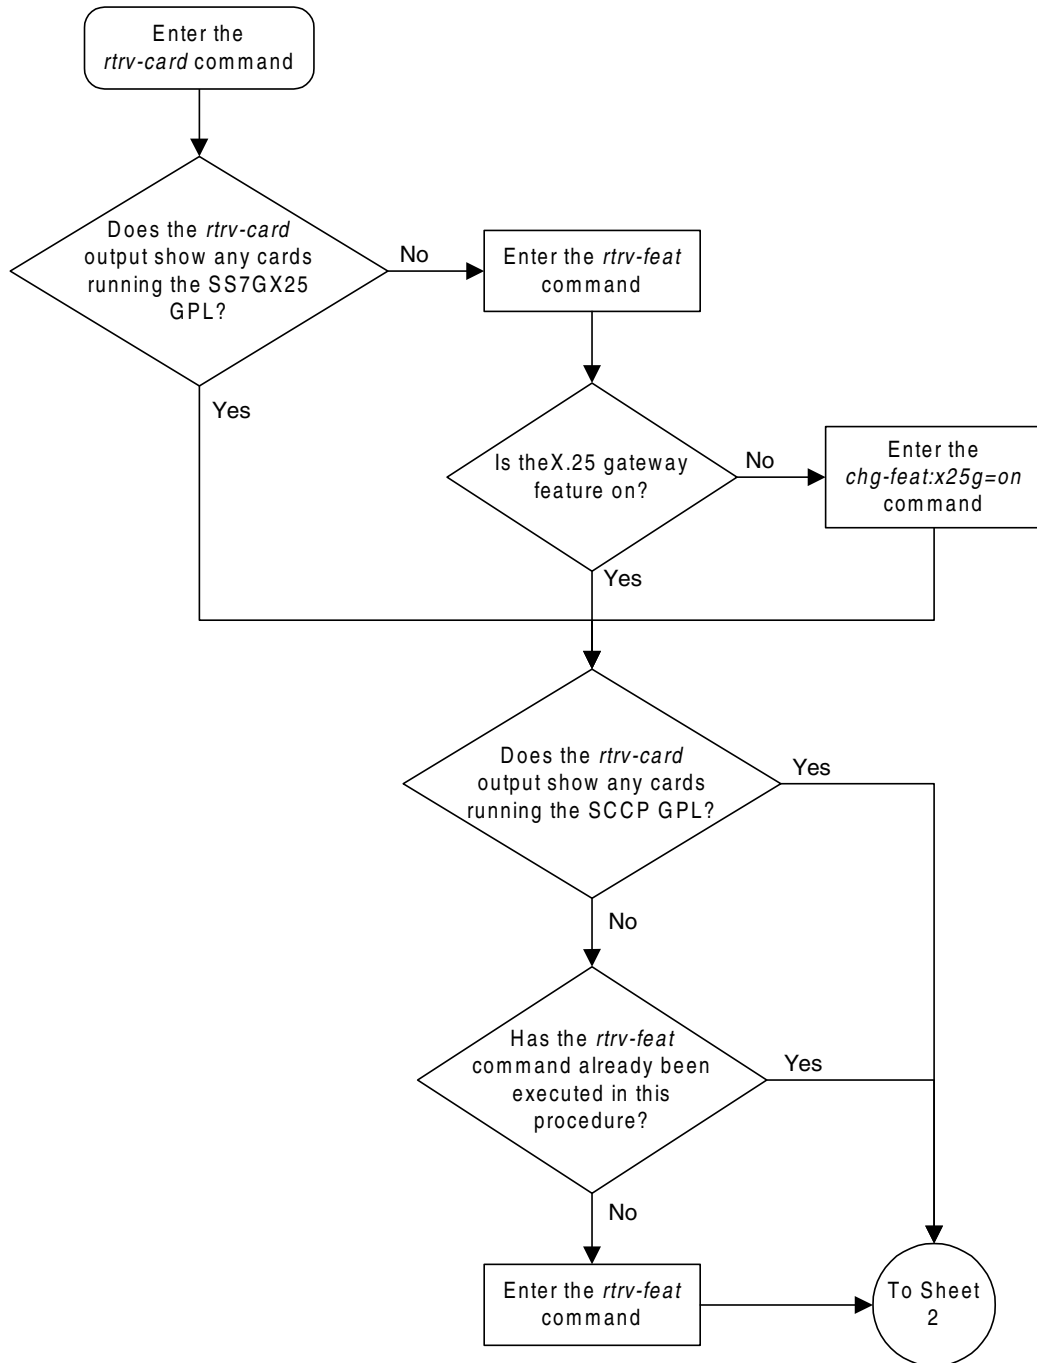 Enter the
rtrv-card command
Does the rtrv-card
output show any cards
running the SS7GX25
GPL?
No
Enter the rtrv-feat
command
Yes
Is theX.25 gateway
feature on?
No
Enter the
chg-feat:x25g=on
command
Yes
Does the rtrv-card
output show any cards
running the SCCP GPL?
Yes
No
Has the rtrv-feat
command already been
executed in this
procedure?
Yes
No
Enter the rtrv-feat
command
To Sheet
2